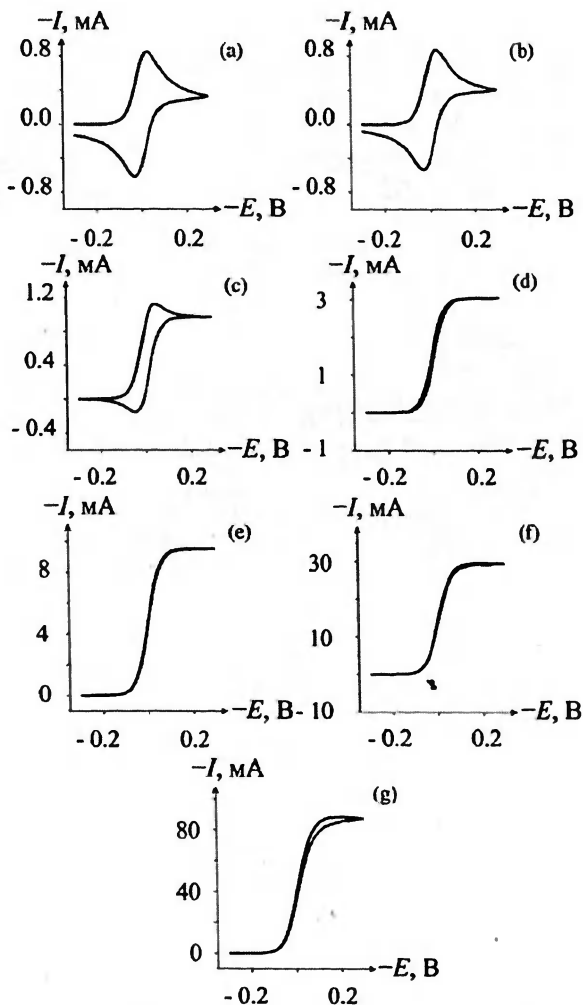 −I, мА
−I, мА
0.8
(a)
0.8
(b)
0.0
0.0
- 0.8
- 0.8
−E, В
−E, В
- 0.2
0.2
- 0.2
0.2
−I, мА
−I, мА
1.2
(c)
3
(d)
0.4
1
- 0.4
- 1
−E, В
−E, В
- 0.2
0.2
- 0.2
0.2
−I, мА
−I, мА
8
(e)
30
(f)
4
10
0
- 10
−E, В
−E, В
- 0.2
0.2
- 0.2
0.2
−I, мА
(g)
80
40
0
−E, В
- 0.2
0.2